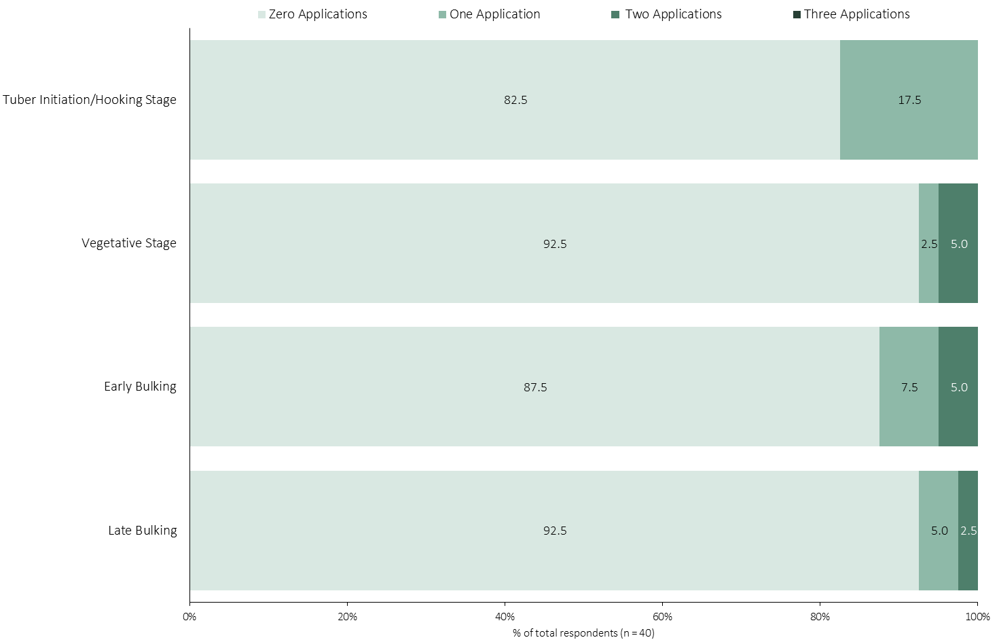 Zero Applications One Application Two Applications Three Applications
Tuber Initiation/Hooking Stage 82.5 17.5
Vegetative Stage 92.5 2.5 5.0
Early Bulking 87.5 7.5 5.0
Late Bulking 92.5 5.0 2.5
0% 20% 40% 60% 80% 100%
% of total respondents (n = 40)